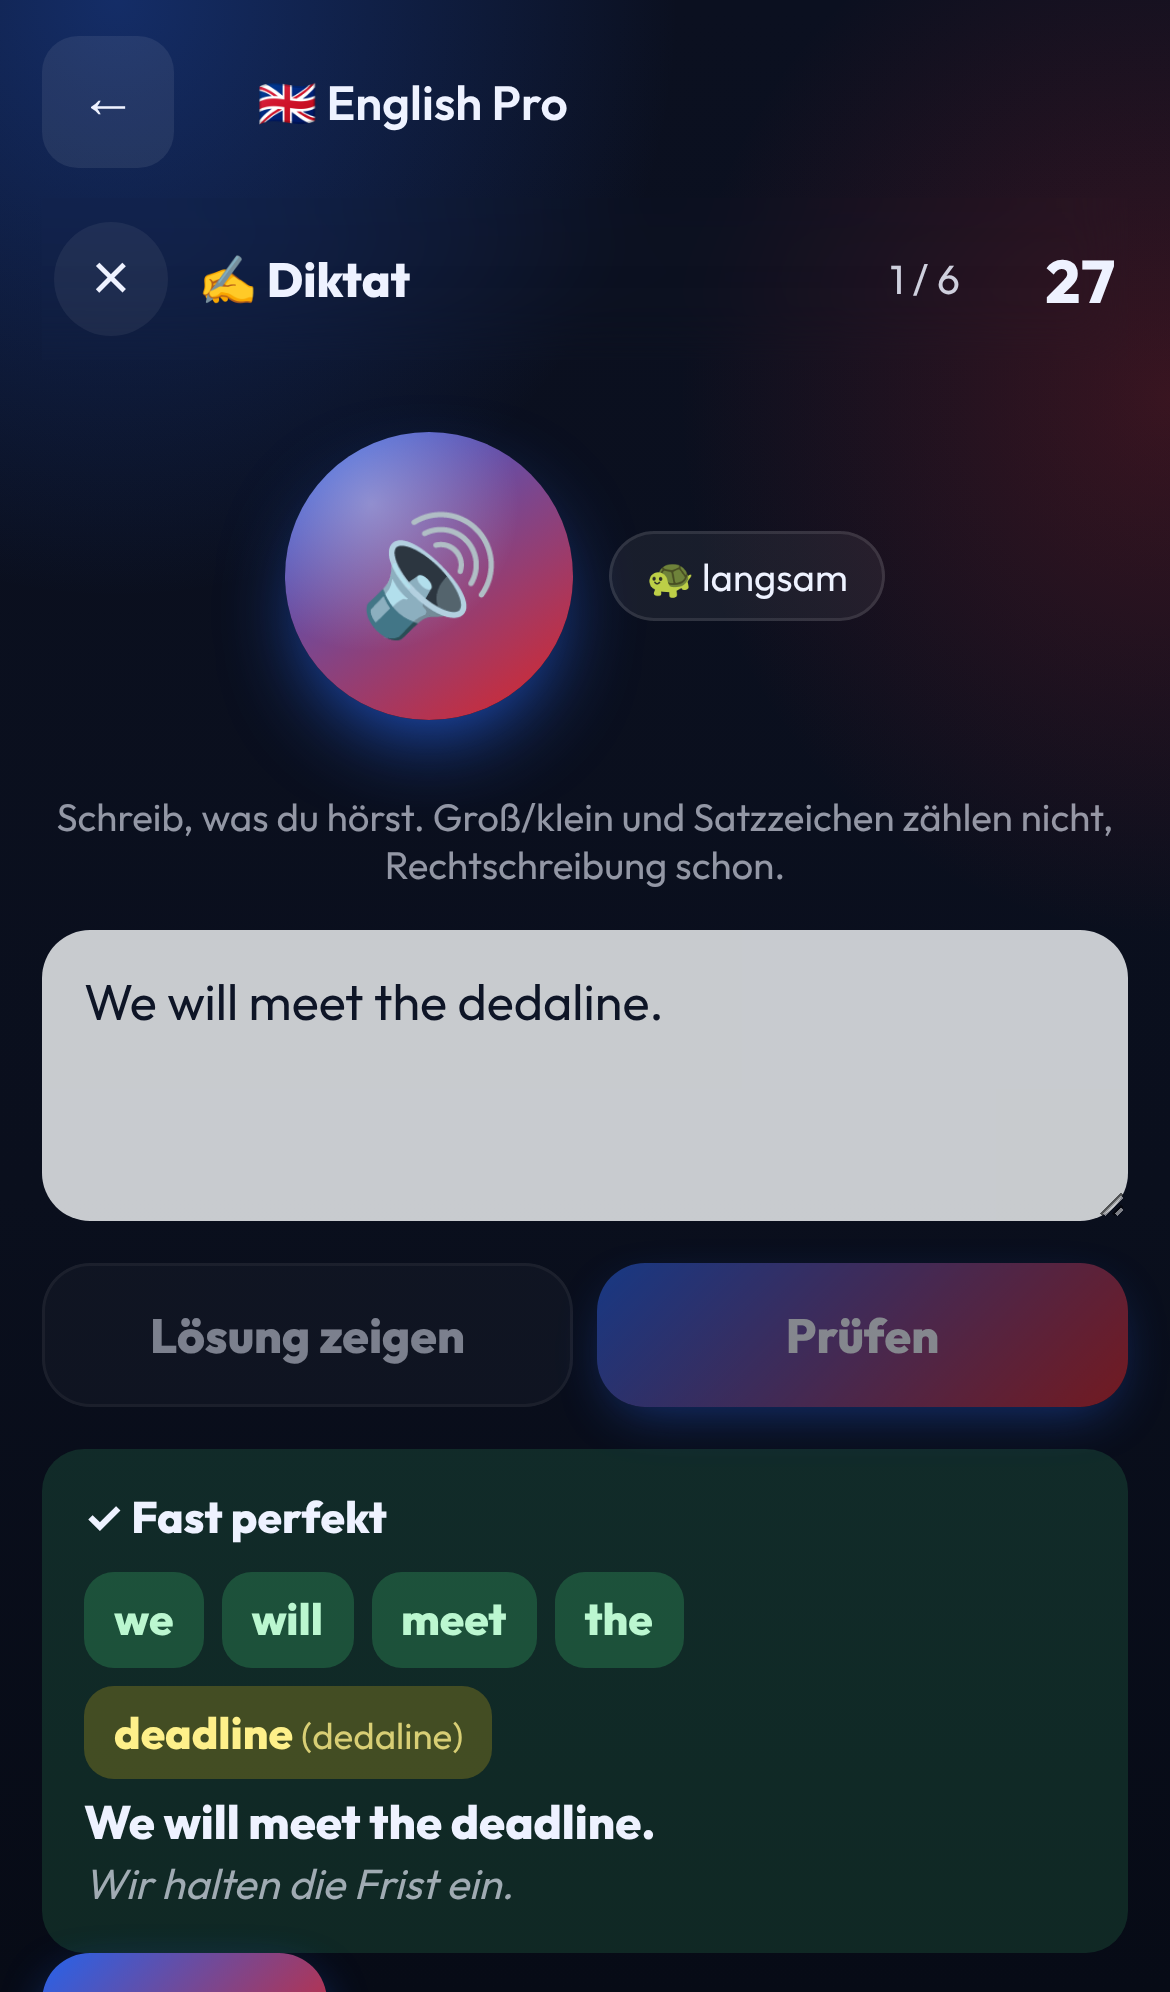 ← 🇬🇧 English Pro
✕ ✍️ Diktat 1 / 6 27
🐢 langsam
Schreib, was du hörst. Groß/klein und Satzzeichen zählen nicht,
Rechtschreibung schon.
We will meet the dedaline.
Lösung zeigen Prüfen
✓ Fast perfekt
we will meet the
deadline (dedaline)
We will meet the deadline.
Wir halten die Frist ein.